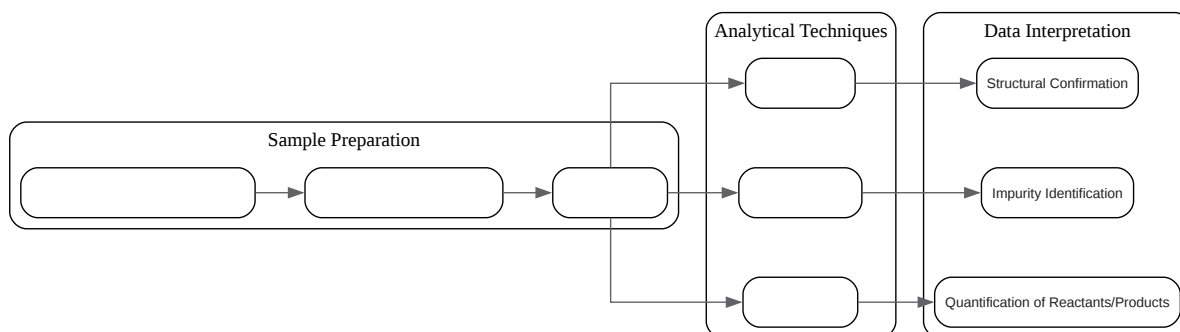 Analytical Techniques
Data Interpretation
Structural Confirmation
Sample Preparation
Impurity Identification
Quantification of Reactants/Products